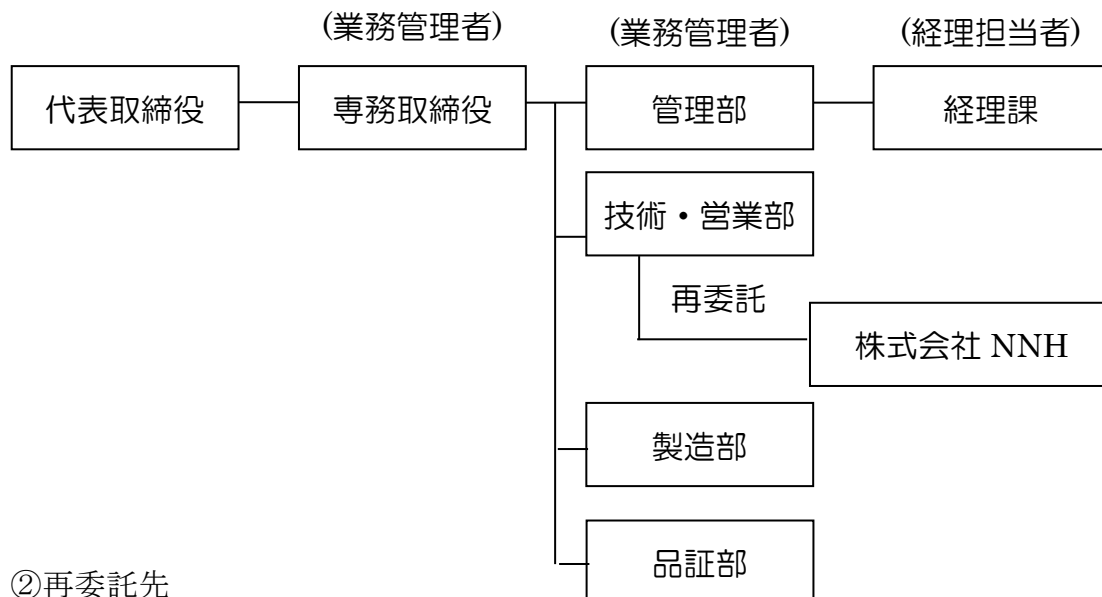 (業務管理者) (業務管理者) (経理担当者)
代表取締役 専務取締役 管理部 経理課
技術・営業部
再委託
株式会社 NNH
製造部
品証部
②再委託先